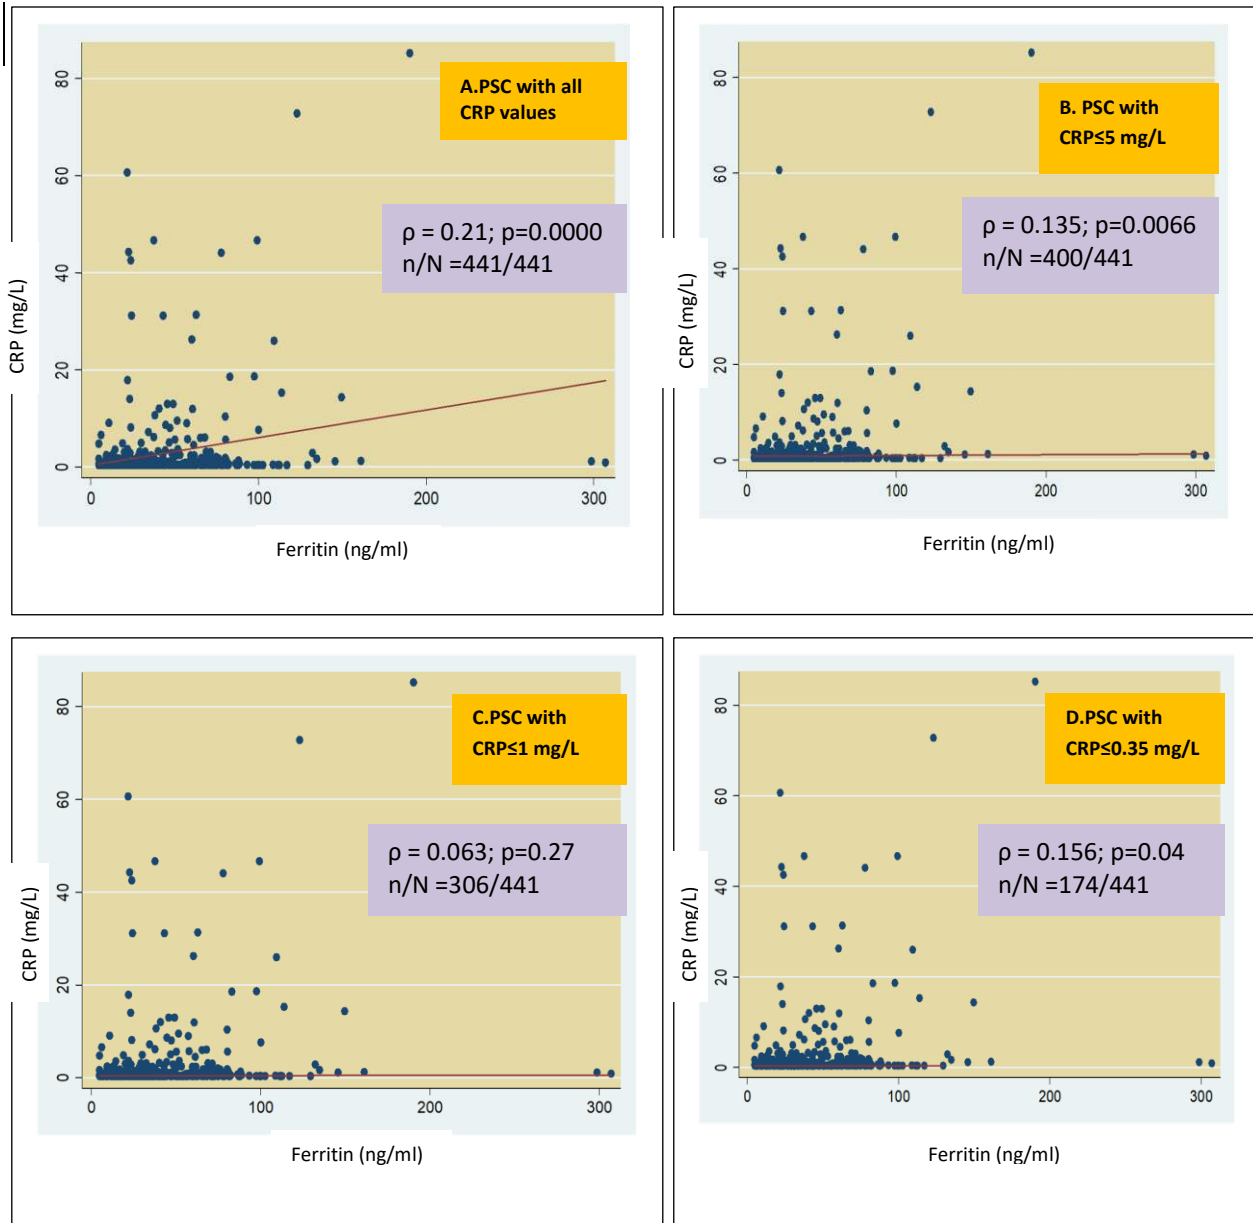 A.PSC with all
CRP values
ρ = 0.21; p=0.0000
n/N =441/441
CRP (mg/L)
80
60
40
20
0
0 100 200 300
Ferritin (ng/ml)
B. PSC with
CRP≤5 mg/L
ρ = 0.135; p=0.0066
n/N =400/441
CRP (mg/L)
80
60
40
20
0
0 100 200 300
Ferritin (ng/ml)
C.PSC with
CRP≤1 mg/L
ρ = 0.063; p=0.27
n/N =306/441
CRP (mg/L)
80
60
40
20
0
0 100 200 300
Ferritin (ng/ml)
D.PSC with
CRP≤0.35 mg/L
ρ = 0.156; p=0.04
n/N =174/441
CRP (mg/L)
80
60
40
20
0
0 100 200 300
Ferritin (ng/ml)